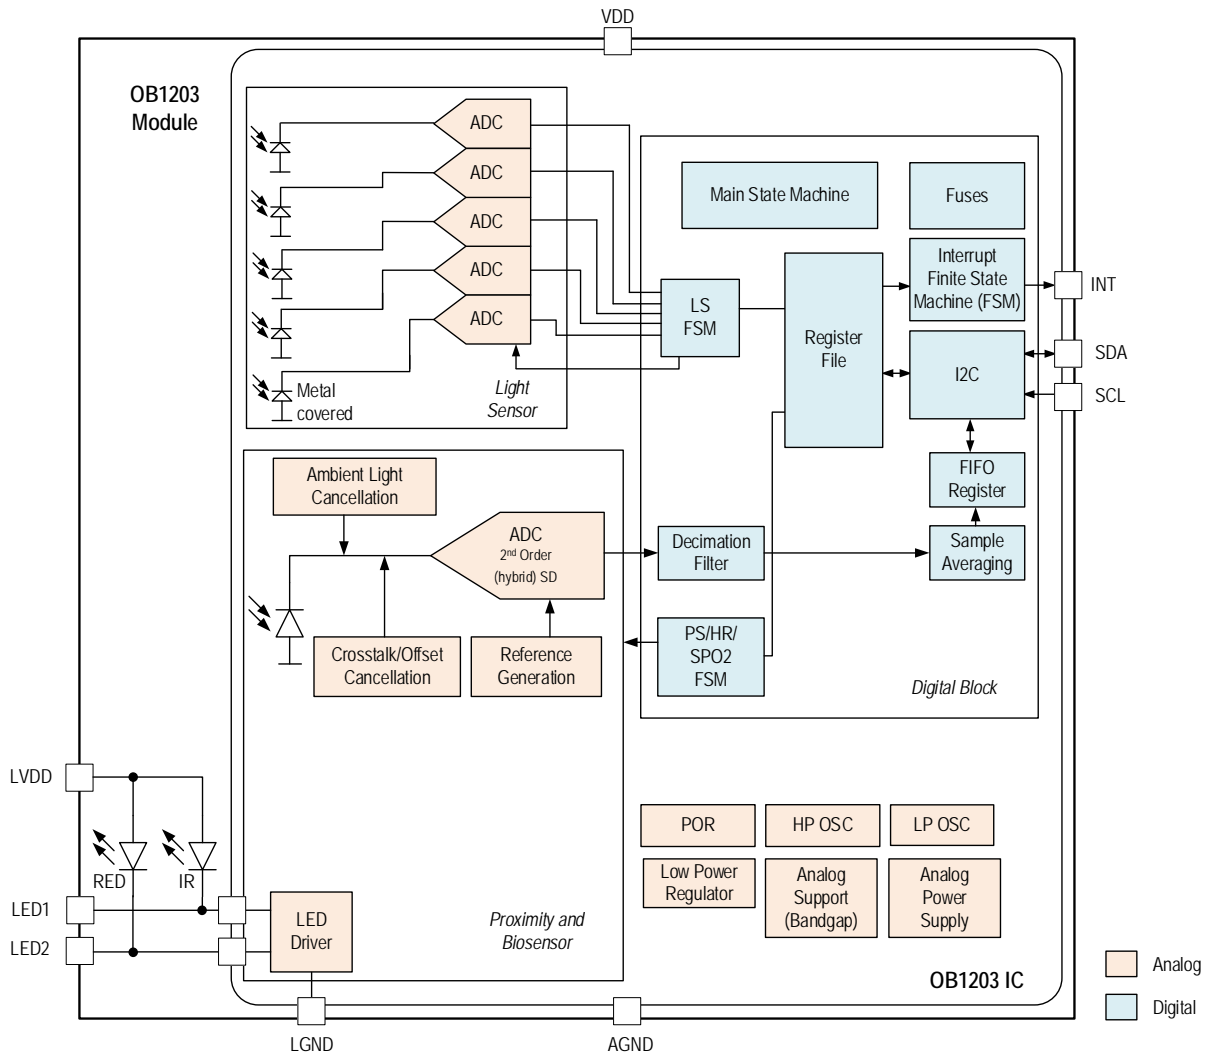 VDD
OB1203
Module
ADC
ADC
ADC
ADC
ADC
Metal
covered
Light
Sensor
Main State Machine
Fuses
Interrupt
Finite State
Machine (FSM)
INT
LS
FSM
Register
File
I2C
SDA
SCL
FIFO
Register
Ambient Light
Cancellation
ADC
2nd Order
(hybrid) SD
Decimation
Filter
Sample
Averaging
Crosstalk/Offset
Cancellation
Reference
Generation
PS/HR/
SPO2
FSM
Digital Block
LVDD
RED
IR
LED1
LED2
LED
Driver
Proximity and
Biosensor
POR
HP OSC
LP OSC
Low Power
Regulator
Analog
Support
(Bandgap)
Analog
Power
Supply
OB1203 IC
Analog
Digital
LGND
AGND